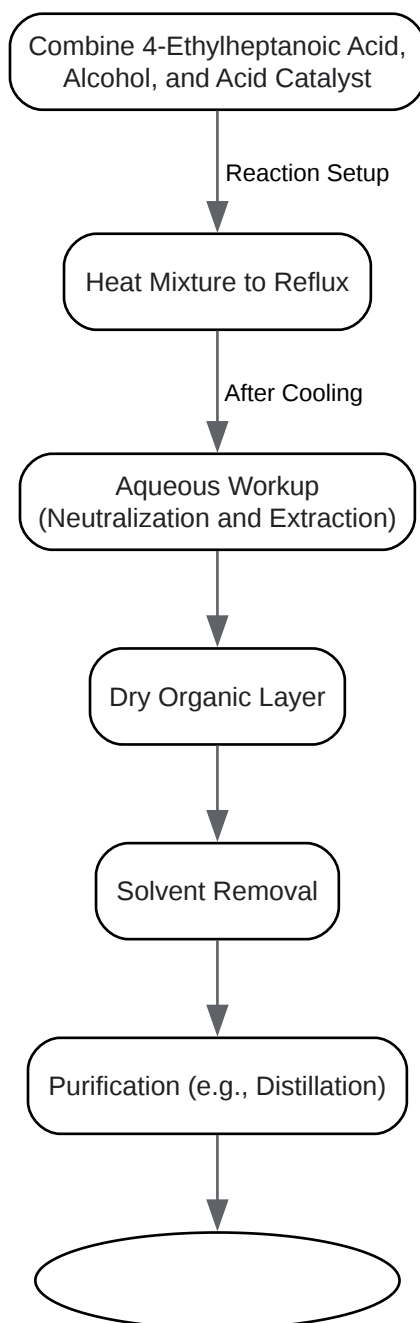 Combine 4-Ethylheptanoic Acid,
Alcohol, and Acid Catalyst
Reaction Setup
Heat Mixture to Reflux
After Cooling
Aqueous Workup
(Neutralization and Extraction)
Dry Organic Layer
Solvent Removal
Purification (e.g., Distillation)